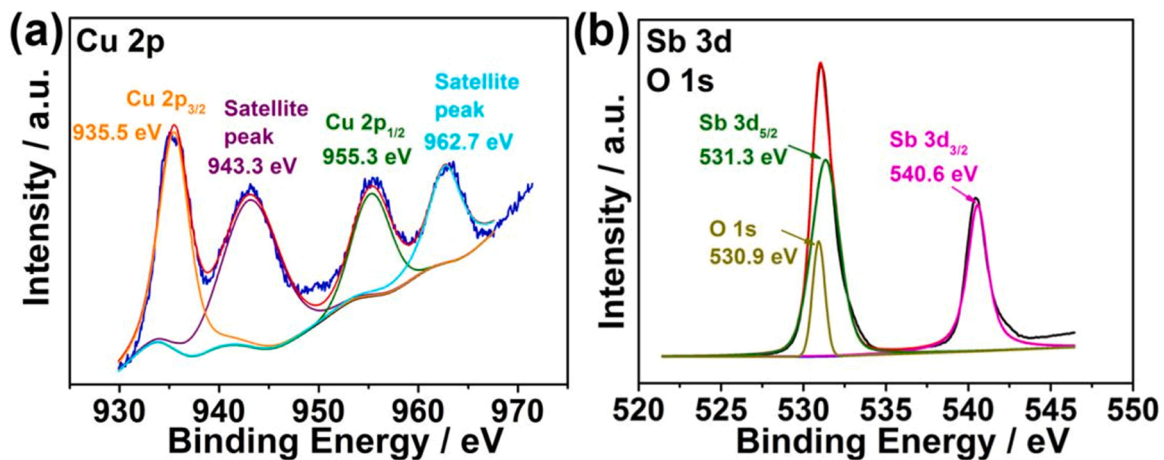 (a)
Cu 2p
Cu 2p3/2
935.5 eV
Satellite
peak
943.3 eV
Cu 2p1/2
955.3 eV
Satellite
peak
962.7 eV
Intensity / a.u.
930 940 950 960 970
Binding Energy / eV
(b)
Sb 3d
O 1s
Sb 3d5/2
531.3 eV
Sb 3d3/2
540.6 eV
O 1s
530.9 eV
Intensity / a.u.
520 525 530 535 540 545 550
Binding Energy / eV